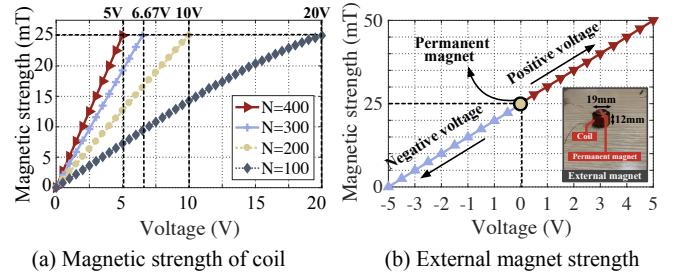 5V 6.67V 10V 20V
Magnetic strength (mT)
30
25
20
15
10
5
0
N=400
N=300
N=200
N=100
0 5 10 15 20
Voltage (V)
(a) Magnetic strength of coil
Magnetic strength (mT)
50
25
0
Permanent
magnet
Positive voltage
Negative voltage
19mm
12mm
Coil
Permanent magnet
External magnet
-5 -4 -3 -2 -1 0 1 2 3 4 5
Voltage (V)
(b) External magnet strength